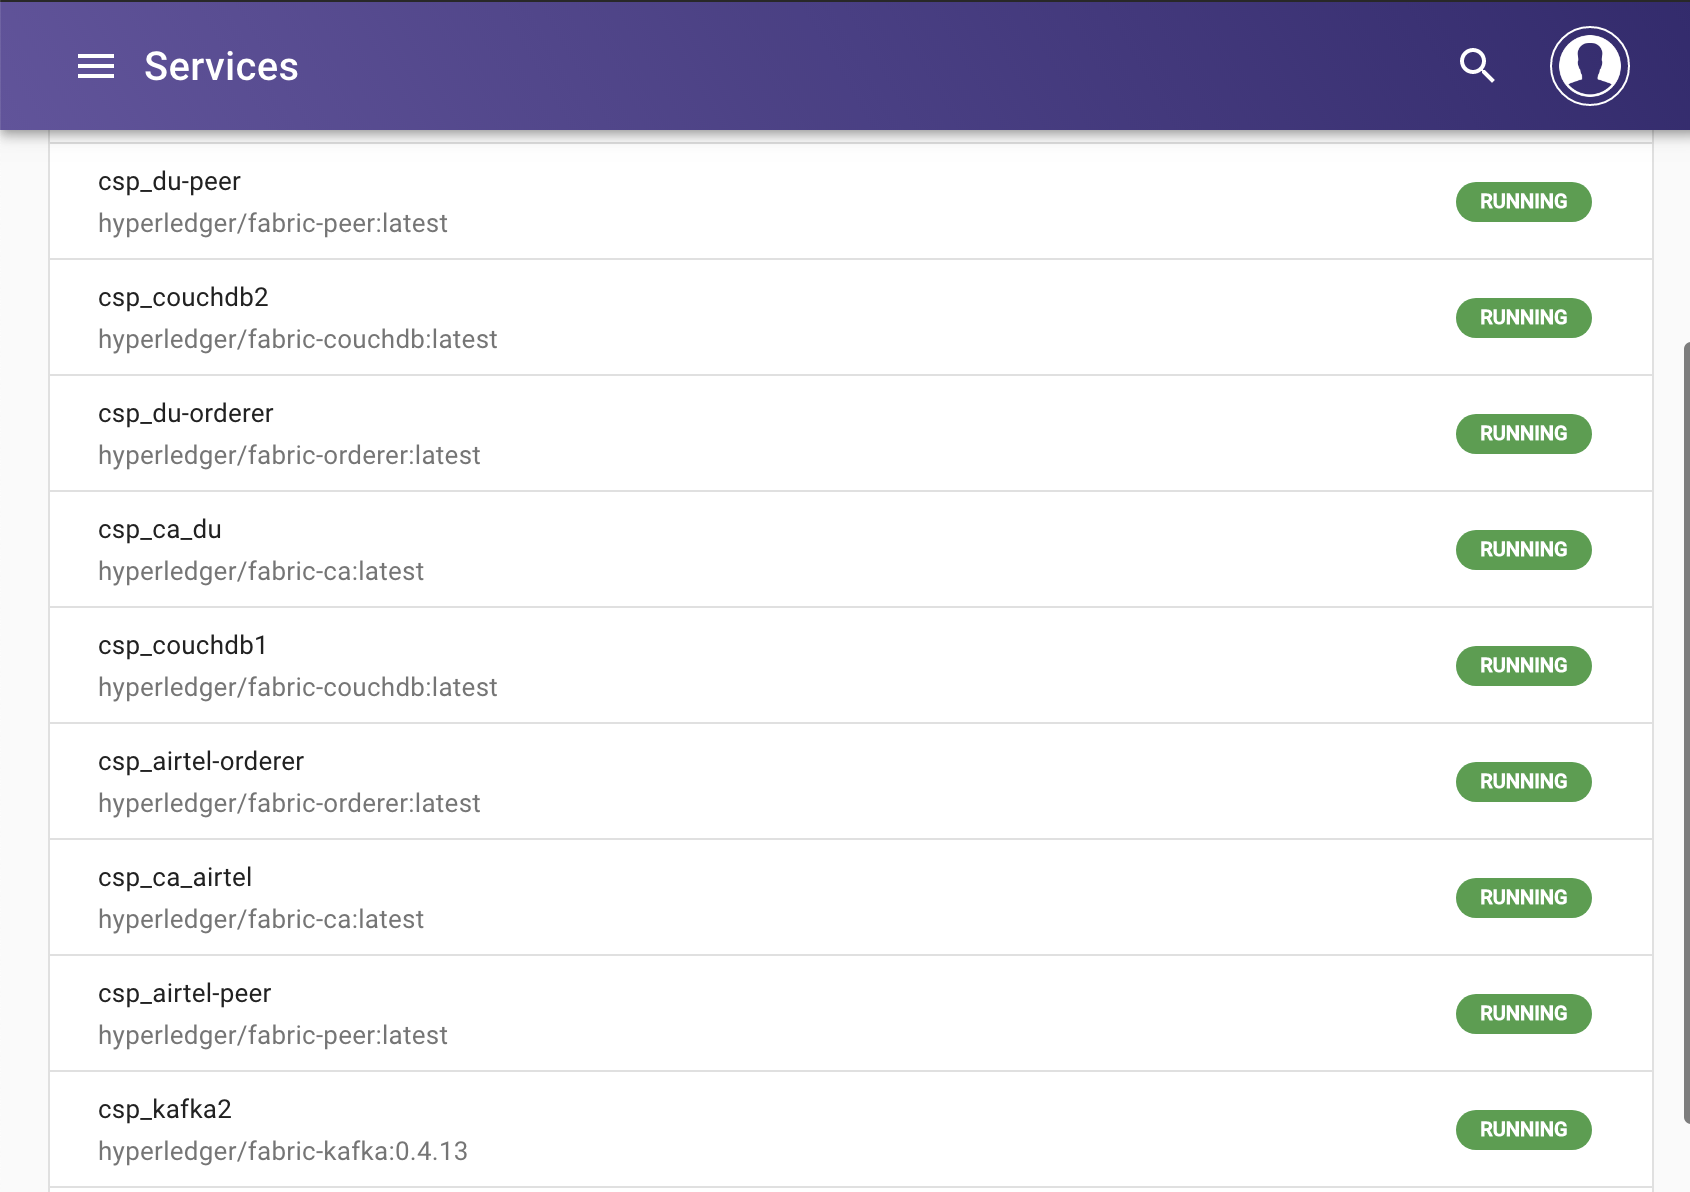 Services
csp_du-peer
hyperledger/fabric-peer:latest
RUNNING
csp_couchdb2
hyperledger/fabric-couchdb:latest
RUNNING
csp_du-orderer
hyperledger/fabric-orderer:latest
RUNNING
csp_ca_du
hyperledger/fabric-ca:latest
RUNNING
csp_couchdb1
hyperledger/fabric-couchdb:latest
RUNNING
csp_airtel-orderer
hyperledger/fabric-orderer:latest
RUNNING
csp_ca_airtel
hyperledger/fabric-ca:latest
RUNNING
csp_airtel-peer
hyperledger/fabric-peer:latest
RUNNING
csp_kafka2
hyperledger/fabric-kafka:0.4.13
RUNNING